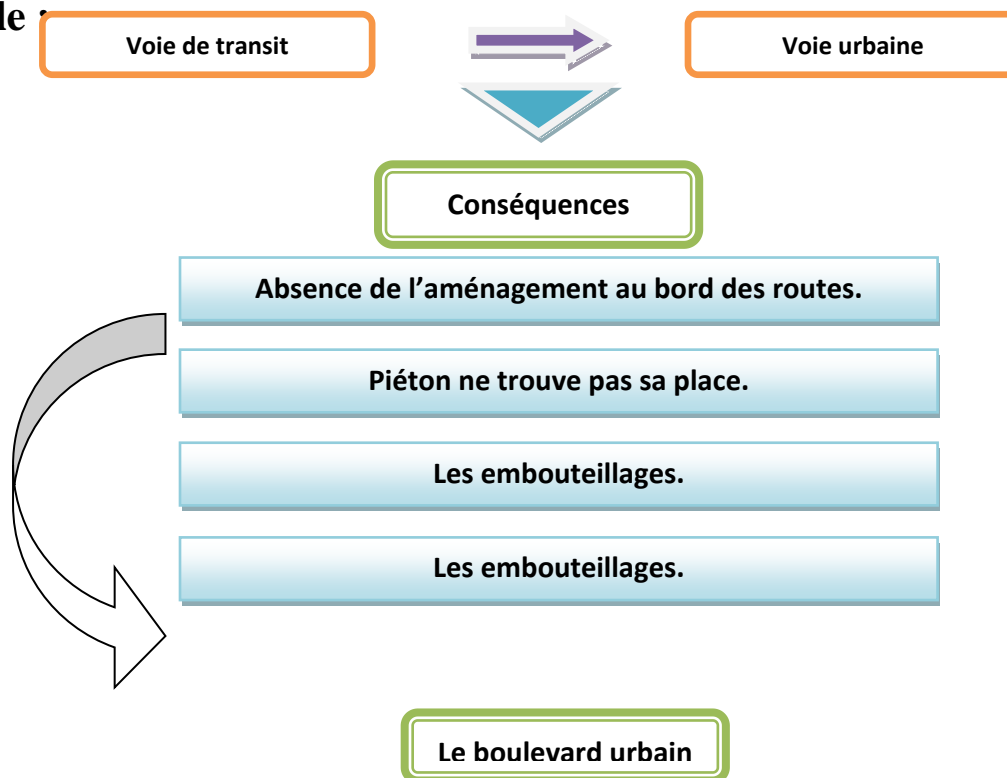 le :
Voie de transit
Voie urbaine
Conséquences
Absence de l’aménagement au bord des routes.
Piéton ne trouve pas sa place.
Les embouteillages.
Les embouteillages.
Le boulevard urbain